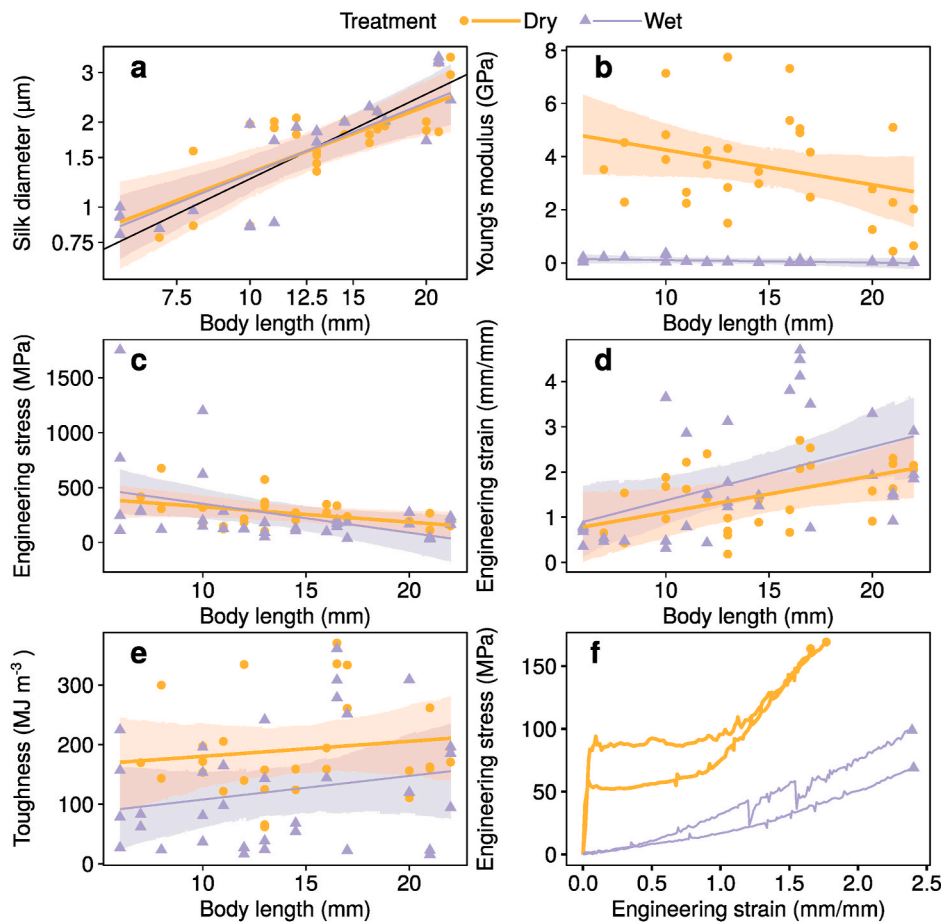 Treatment Dry Wet
a
Silk diameter (µm)
3
2
1.5
1
0.75
7.5 10 12.5 15 20
Body length (mm)
b
Young's modulus (GPa)
8
6
4
2
0
10 15 20
Body length (mm)
c
Engineering stress (MPa)
1500
1000
500
0
10 15 20
Body length (mm)
d
Engineering strain (mm/mm)
4
3
2
1
0
10 15 20
Body length (mm)
e
Toughness (MJ m⁻³)
300
200
100
0
10 15 20
Body length (mm)
f
Engineering stress (MPa)
150
100
50
0
0.0 0.5 1.0 1.5 2.0 2.5
Engineering strain (mm/mm)